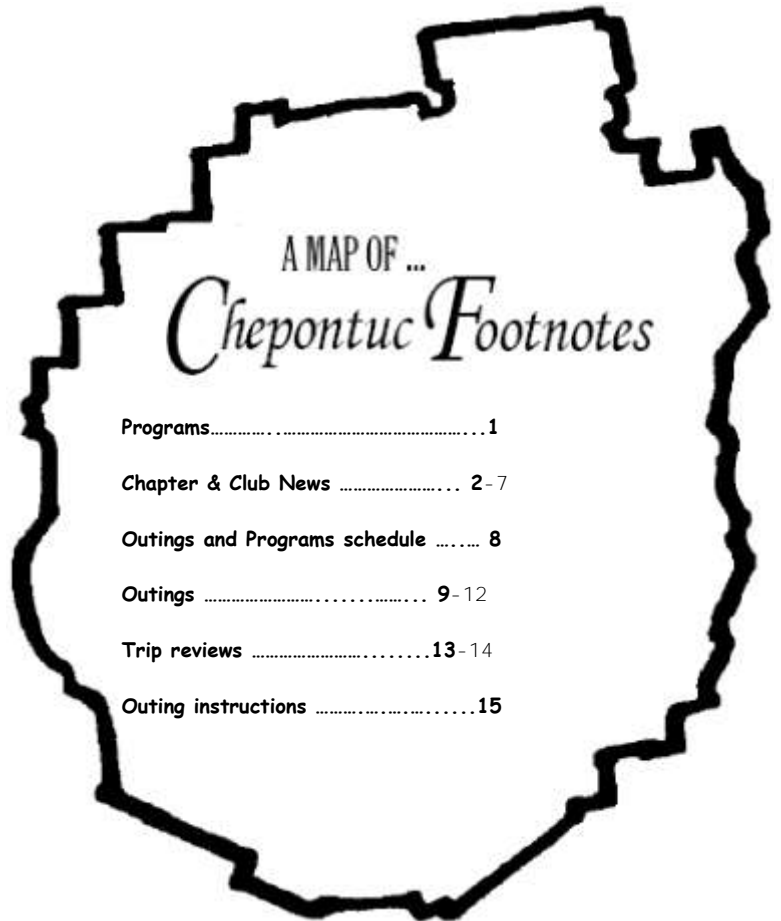 A MAP OF ...
Chepontuc Footnotes
Programs…………..…………………………………...1
Chapter & Club News …………………... 2-7
Outings and Programs schedule …..… 8
Outings …………………….......……... 9-12
Trip reviews ……………………........13-14
Outing instructions ……….….….…......15